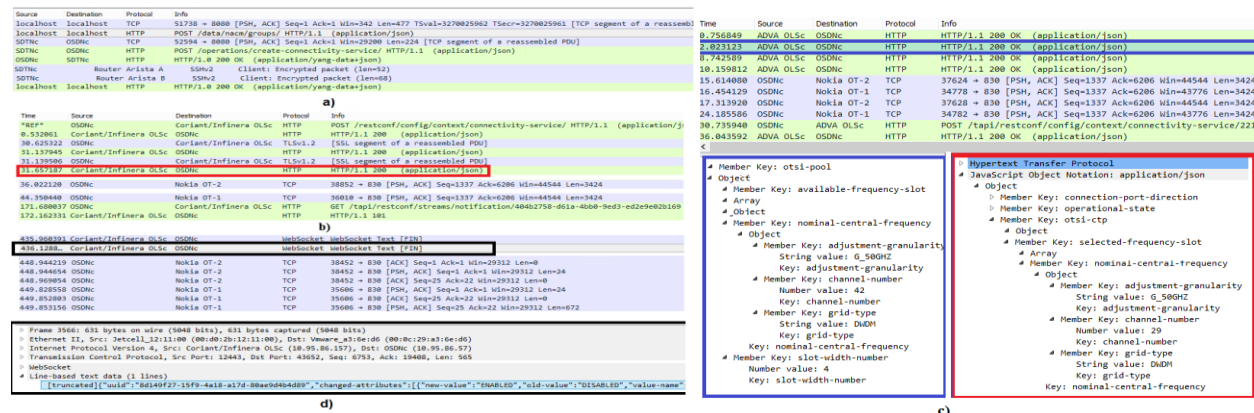 Source Destination Protocol Info
localhost localhost TCP 51738 → 8080 [PSH, ACK] Seq=1 Ack=1 Win=342 Len=477 TSval=3270025962 TSecr=3270025961 [TCP segment of a reassembl
localhost localhost HTTP POST /data/nacm/groups/ HTTP/1.1 (application/json)
SDTNc OSDNc TCP 52594 → 8080 [PSH, ACK] Seq=1 Ack=1 Win=29200 Len=224 [TCP segment of a reassembled PDU]
SDTNc OSDNc HTTP POST /operations/create-connectivity-service/ HTTP/1.1 (application/json)
OSDNc SDTNc HTTP HTTP/1.0 200 OK (application/yang-data+json)
SDTNc Router Arista A SSHv2 Client: Encrypted packet (len=52)
SDTNc Router Arista B SSHv2 Client: Encrypted packet (len=68)
localhost localhost HTTP HTTP/1.0 200 OK (application/yang-data+json)
a)
Time Source Destination Protocol Info
*REF* OSDNc Coriant/Infinera OLSc HTTP POST /restconf/config/context/connectivity-service/ HTTP/1.1 (application/j
0.532061 Coriant/Infinera OLSc OSDNc HTTP HTTP/1.1 200 (application/json)
30.625322 OSDNc Coriant/Infinera OLSc TLSv1.2 [SSL segment of a reassembled PDU]
31.137945 Coriant/Infinera OLSc OSDNc HTTP HTTP/1.1 200 (application/json)
31.139506 OSDNc Coriant/Infinera OLSc TLSv1.2 [SSL segment of a reassembled PDU]
31.657187 Coriant/Infinera OLSc OSDNc HTTP HTTP/1.1 200 (application/json)
36.022120 OSDNc Nokia OT-2 TCP 38852 → 830 [PSH, ACK] Seq=1337 Ack=6206 Win=44544 Len=3424
44.350440 OSDNc Nokia OT-1 TCP 36010 → 830 [PSH, ACK] Seq=1337 Ack=6206 Win=44544 Len=3424
171.680037 OSDNc Coriant/Infinera OLSc HTTP GET /tapi/restconf/streams/notification/404b2758-d61a-4bb0-9ed3-ed2e9e02b169
172.162331 Coriant/Infinera OLSc OSDNc HTTP HTTP/1.1 101
b)
435.960391 Coriant/Infinera OLSc OSDNc WebSocket WebSocket Text [FIN]
436.1288… Coriant/Infinera OLSc OSDNc WebSocket WebSocket Text [FIN]
448.944219 OSDNc Nokia OT-2 TCP 38452 → 830 [ACK] Seq=1 Ack=1 Win=29312 Len=0
448.944654 OSDNc Nokia OT-2 TCP 38452 → 830 [PSH, ACK] Seq=1 Ack=1 Win=29312 Len=24
448.969054 OSDNc Nokia OT-2 TCP 38452 → 830 [ACK] Seq=25 Ack=22 Win=29312 Len=0
449.828558 OSDNc Nokia OT-1 TCP 35606 → 830 [PSH, ACK] Seq=1 Ack=1 Win=29312 Len=24
449.852803 OSDNc Nokia OT-1 TCP 35606 → 830 [ACK] Seq=25 Ack=22 Win=29312 Len=0
449.853156 OSDNc Nokia OT-1 TCP 35606 → 830 [PSH, ACK] Seq=25 Ack=22 Win=29312 Len=672
Frame 3566: 631 bytes on wire (5048 bits), 631 bytes captured (5048 bits)
Ethernet II, Src: Jetcell_12:11:00 (00:d0:2b:12:11:00), Dst: Vmware_a3:6e:d6 (00:0c:29:a3:6e:d6)
Internet Protocol Version 4, Src: Coriant/Infinera OLSc (10.95.86.157), Dst: OSDNc (10.95.86.57)
Transmission Control Protocol, Src Port: 12443, Dst Port: 43652, Seq: 6753, Ack: 19408, Len: 565
WebSocket
Line-based text data (1 lines)
[truncated]{"uuid":"8d149f27-15f9-4a18-a17d-80ae9d4b4d89","changed-attributes":[{"new-value":"ENABLED","old-value":"DISABLED","value-name"
d)
Time Source Destination Protocol Info
0.756849 ADVA OLSc OSDNc HTTP HTTP/1.1 200 OK (application/json)
2.023123 ADVA OLSc OSDNc HTTP HTTP/1.1 200 OK (application/json)
8.742589 ADVA OLSc OSDNc HTTP HTTP/1.1 200 OK (application/json)
10.159812 ADVA OLSc OSDNc HTTP HTTP/1.1 200 OK (application/json)
15.614080 OSDNc Nokia OT-2 TCP 37624 → 830 [PSH, ACK] Seq=1337 Ack=6206 Win=44544 Len=3424
16.454129 OSDNc Nokia OT-1 TCP 34778 → 830 [PSH, ACK] Seq=1337 Ack=6206 Win=43776 Len=3424
17.313920 OSDNc Nokia OT-2 TCP 37628 → 830 [PSH, ACK] Seq=1337 Ack=6206 Win=44544 Len=3424
24.185586 OSDNc Nokia OT-1 TCP 34782 → 830 [PSH, ACK] Seq=1337 Ack=6206 Win=43776 Len=3424
30.735940 OSDNc ADVA OLSc HTTP POST /tapi/restconf/config/context/connectivity-service/221
36.043592 ADVA OLSc OSDNc HTTP HTTP/1.1 200 OK (application/json)
Member Key: otsi-pool
Object
Member Key: available-frequency-slot
Array
Object
Member Key: nominal-central-frequency
Object
Member Key: adjustment-granularity
String value: G_50GHZ
Key: adjustment-granularity
Member Key: channel-number
Number value: 42
Key: channel-number
Member Key: grid-type
String value: DWDM
Key: grid-type
Key: nominal-central-frequency
Member Key: slot-width-number
Number value: 4
Key: slot-width-number
Hypertext Transfer Protocol
JavaScript Object Notation: application/json
Object
Member Key: connection-port-direction
Member Key: operational-state
Member Key: otsi-ctp
Object
Member Key: selected-frequency-slot
Array
Member Key: nominal-central-frequency
Object
Member Key: adjustment-granularity
String value: G_50GHZ
Key: adjustment-granularity
Member Key: channel-number
Number value: 29
Key: channel-number
Member Key: grid-type
String value: DWDM
Key: grid-type
Key: nominal-central-frequency
c)